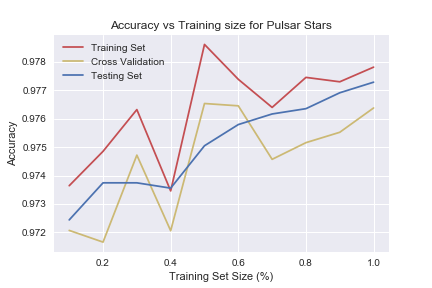 Accuracy vs Training size for Pulsar Stars
Training Set
Cross Validation
Testing Set
0.978
0.977
0.976
0.975
0.974
0.973
0.972
Accuracy
0.2 0.4 0.6 0.8 1.0
Training Set Size (%)